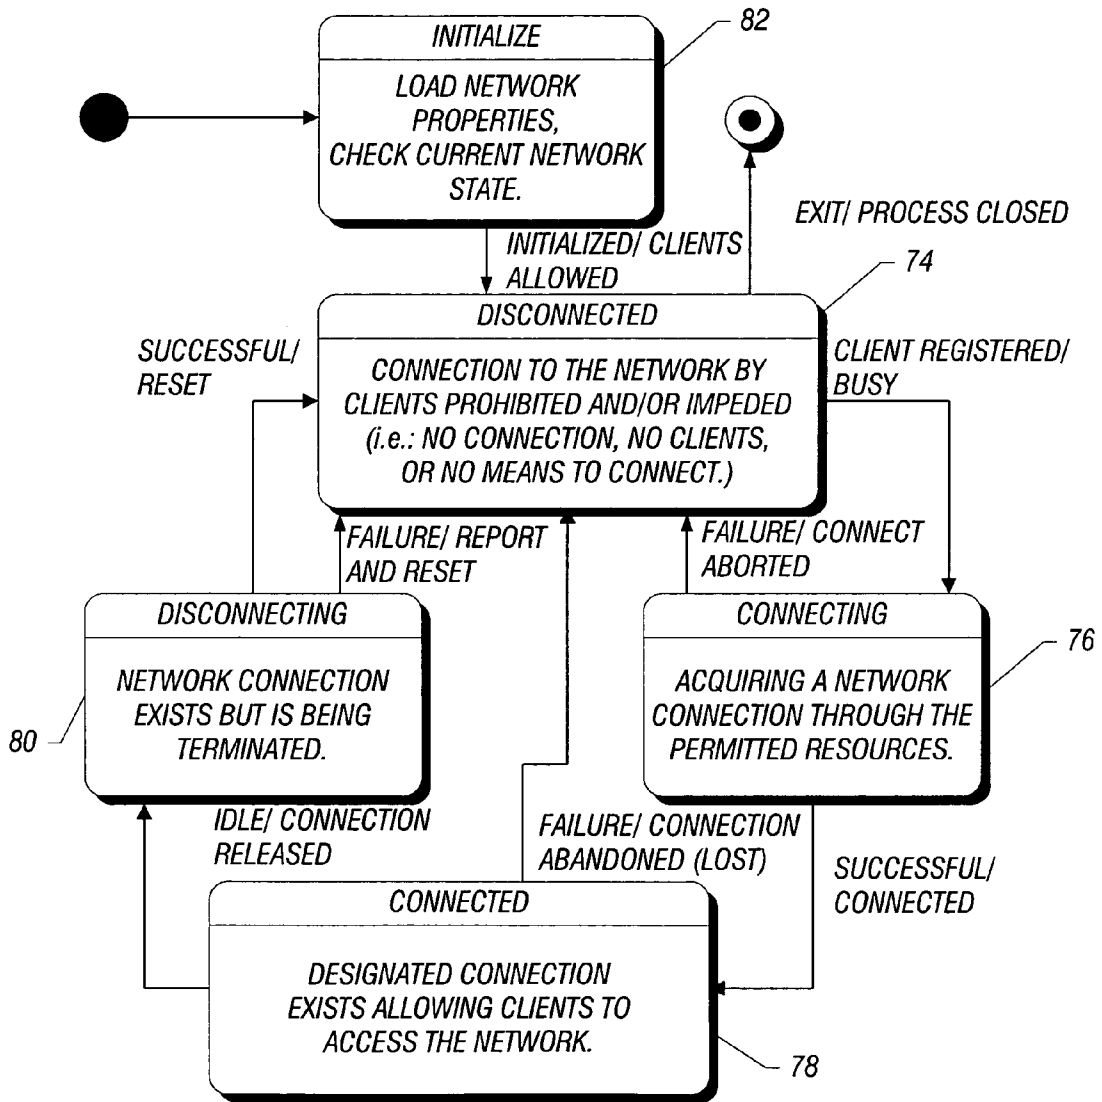 INITIALIZE
82
LOAD NETWORK
PROPERTIES,
CHECK CURRENT NETWORK
STATE.
EXIT/ PROCESS CLOSED
INITIALIZED/ CLIENTS
ALLOWED
74
DISCONNECTED
SUCCESSFUL/
RESET
CONNECTION TO THE NETWORK BY
CLIENTS PROHIBITED AND/OR IMPEDED
(i.e.: NO CONNECTION, NO CLIENTS,
OR NO MEANS TO CONNECT.)
CLIENT REGISTERED/
BUSY
FAILURE/ REPORT
AND RESET
FAILURE/ CONNECT
ABORTED
DISCONNECTING
NETWORK CONNECTION
EXISTS BUT IS BEING
TERMINATED.
80
CONNECTING
76
ACQUIRING A NETWORK
CONNECTION THROUGH THE
PERMITTED RESOURCES.
IDLE/ CONNECTION
RELEASED
FAILURE/ CONNECTION
ABANDONED (LOST)
SUCCESSFUL/
CONNECTED
CONNECTED
DESIGNATED CONNECTION
EXISTS ALLOWING CLIENTS TO
ACCESS THE NETWORK.
78